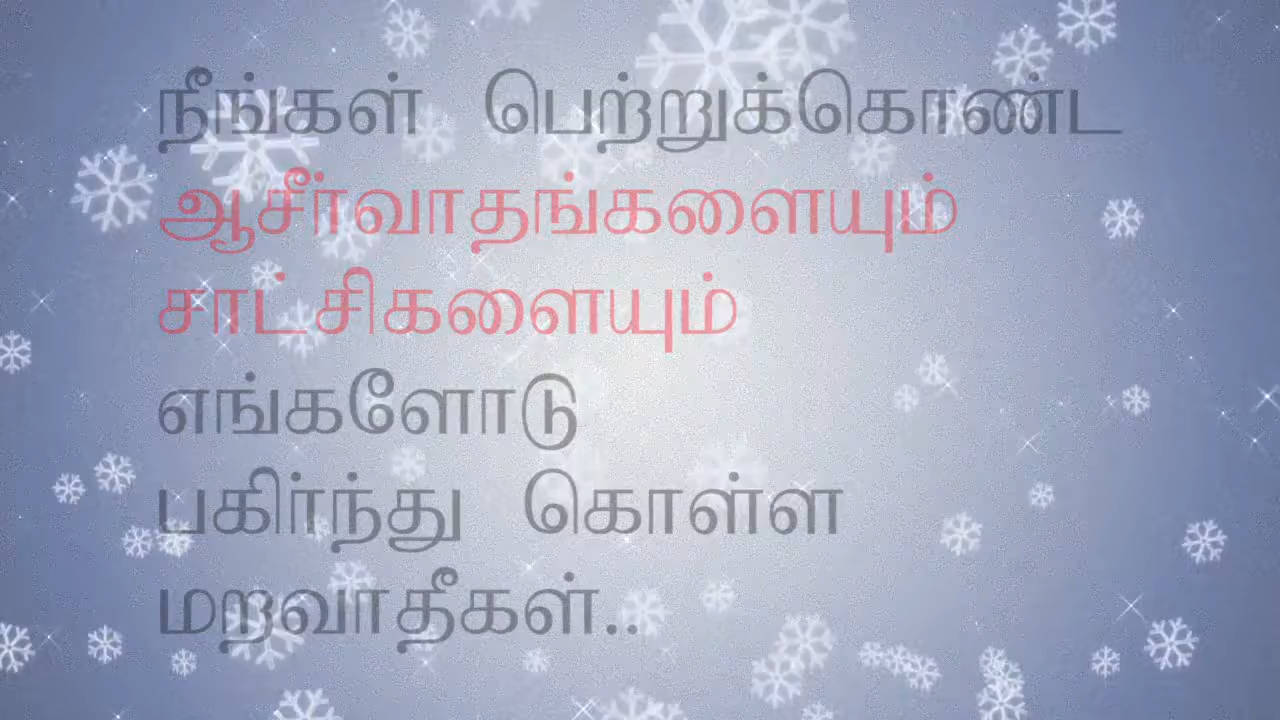 நீங்கள் பெற்றுக்கொண்ட
ஆசீர்வாதங்களையும்
சாட்சிகளையும்
எங்களோடு
பகிர்ந்து கொள்ள
மறவாதீகள்..